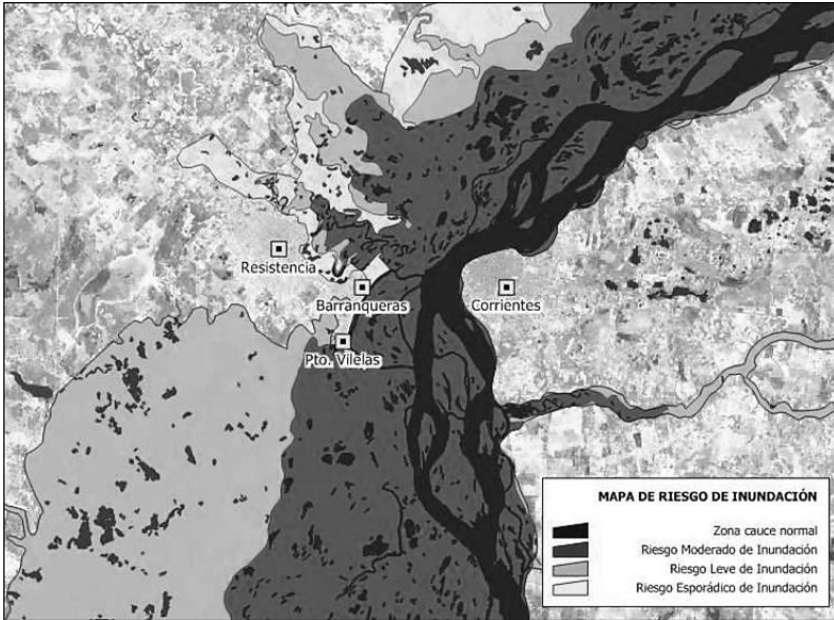 Resistencia
Barranqueras
Corrientes
Pto. Vilelas
MAPA DE RIESGO DE INUNDACIÓN
Zona cauce normal
Riesgo Moderado de Inundación
Riesgo Leve de Inundación
Riesgo Esporádico de Inundación